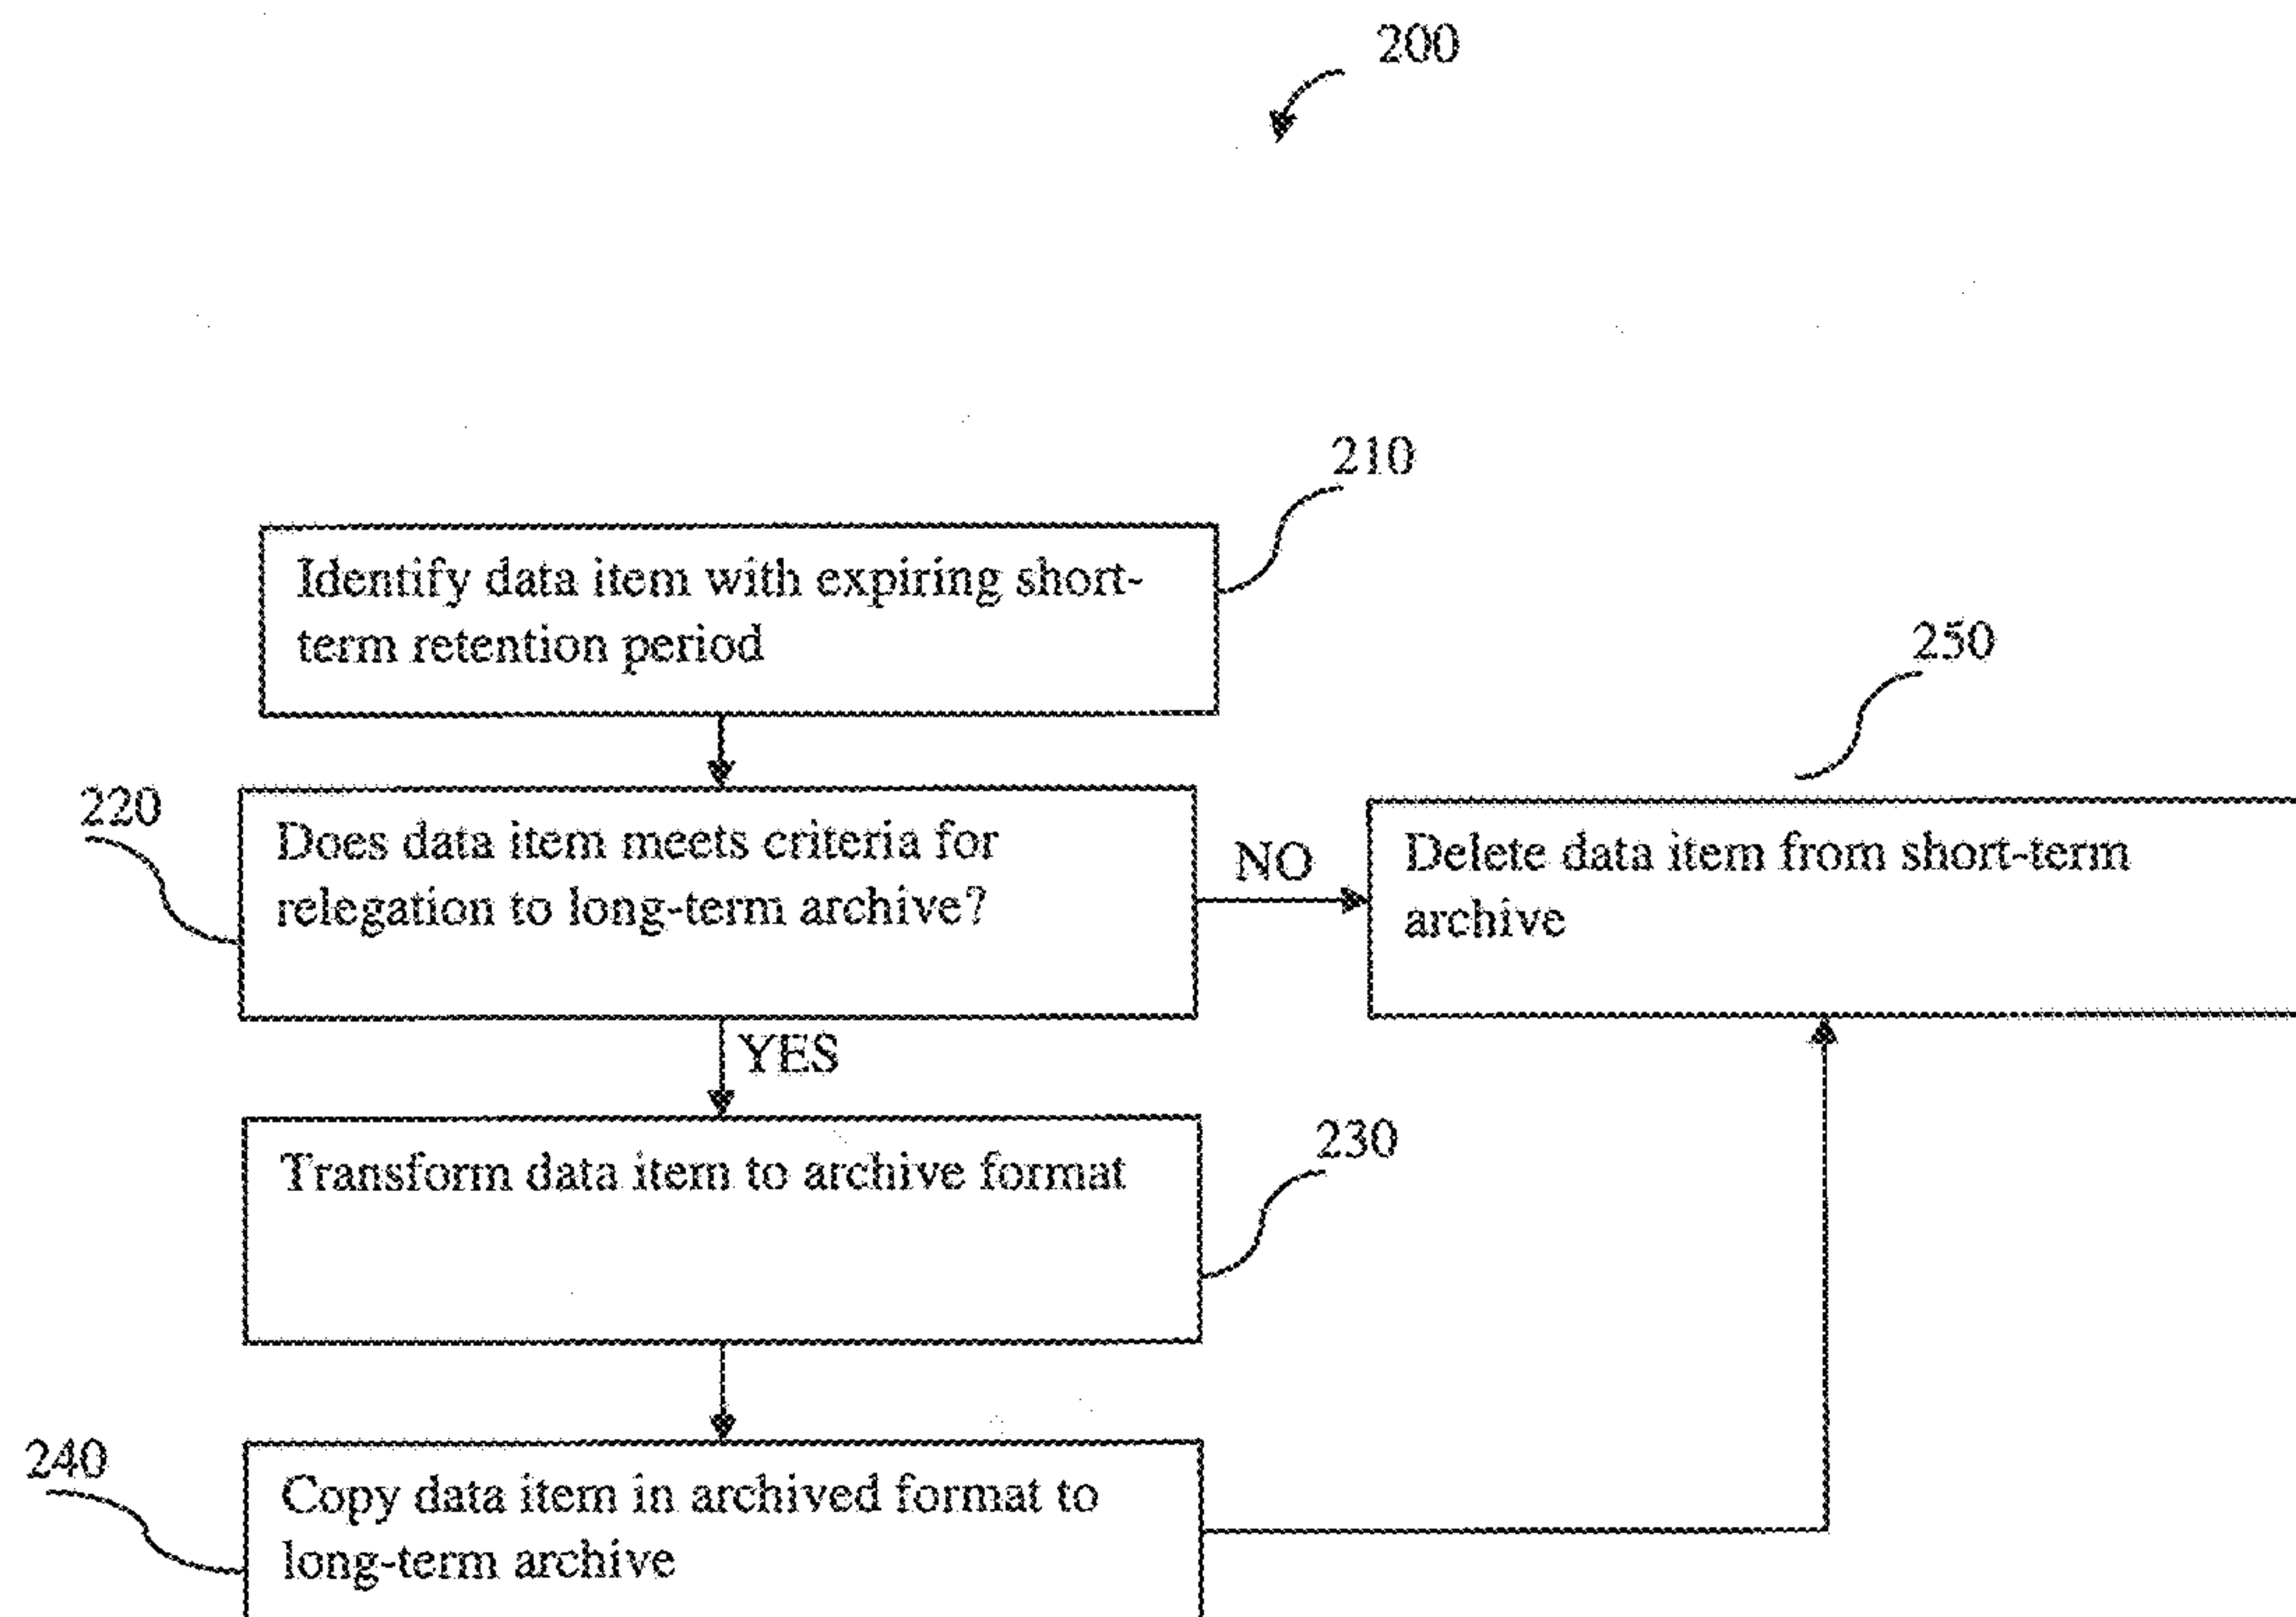 200
210
Identify data item with expiring short-
term retention period
250
220
Does data item meets criteria for
relegation to long-term archive?
NO
Delete data item from short-term
archive
YES
230
Transform data item to archive format
240
Copy data item in archived format to
long-term archive